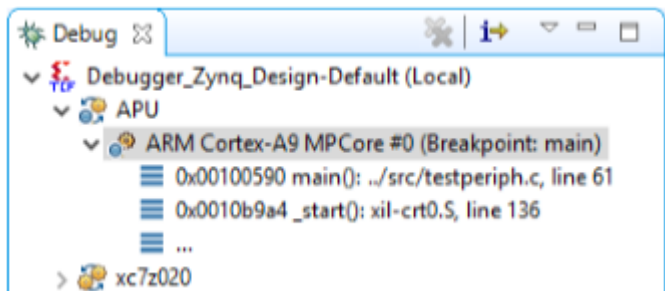 Debug
TCF Debugger_Zynq_Design-Default (Local)
APU
ARM Cortex-A9 MPCore #0 (Breakpoint: main)
0x00100590 main(): ../src/testperiph.c, line 61
0x0010b9a4 _start(): xil-crt0.S, line 136
...
xc7z020